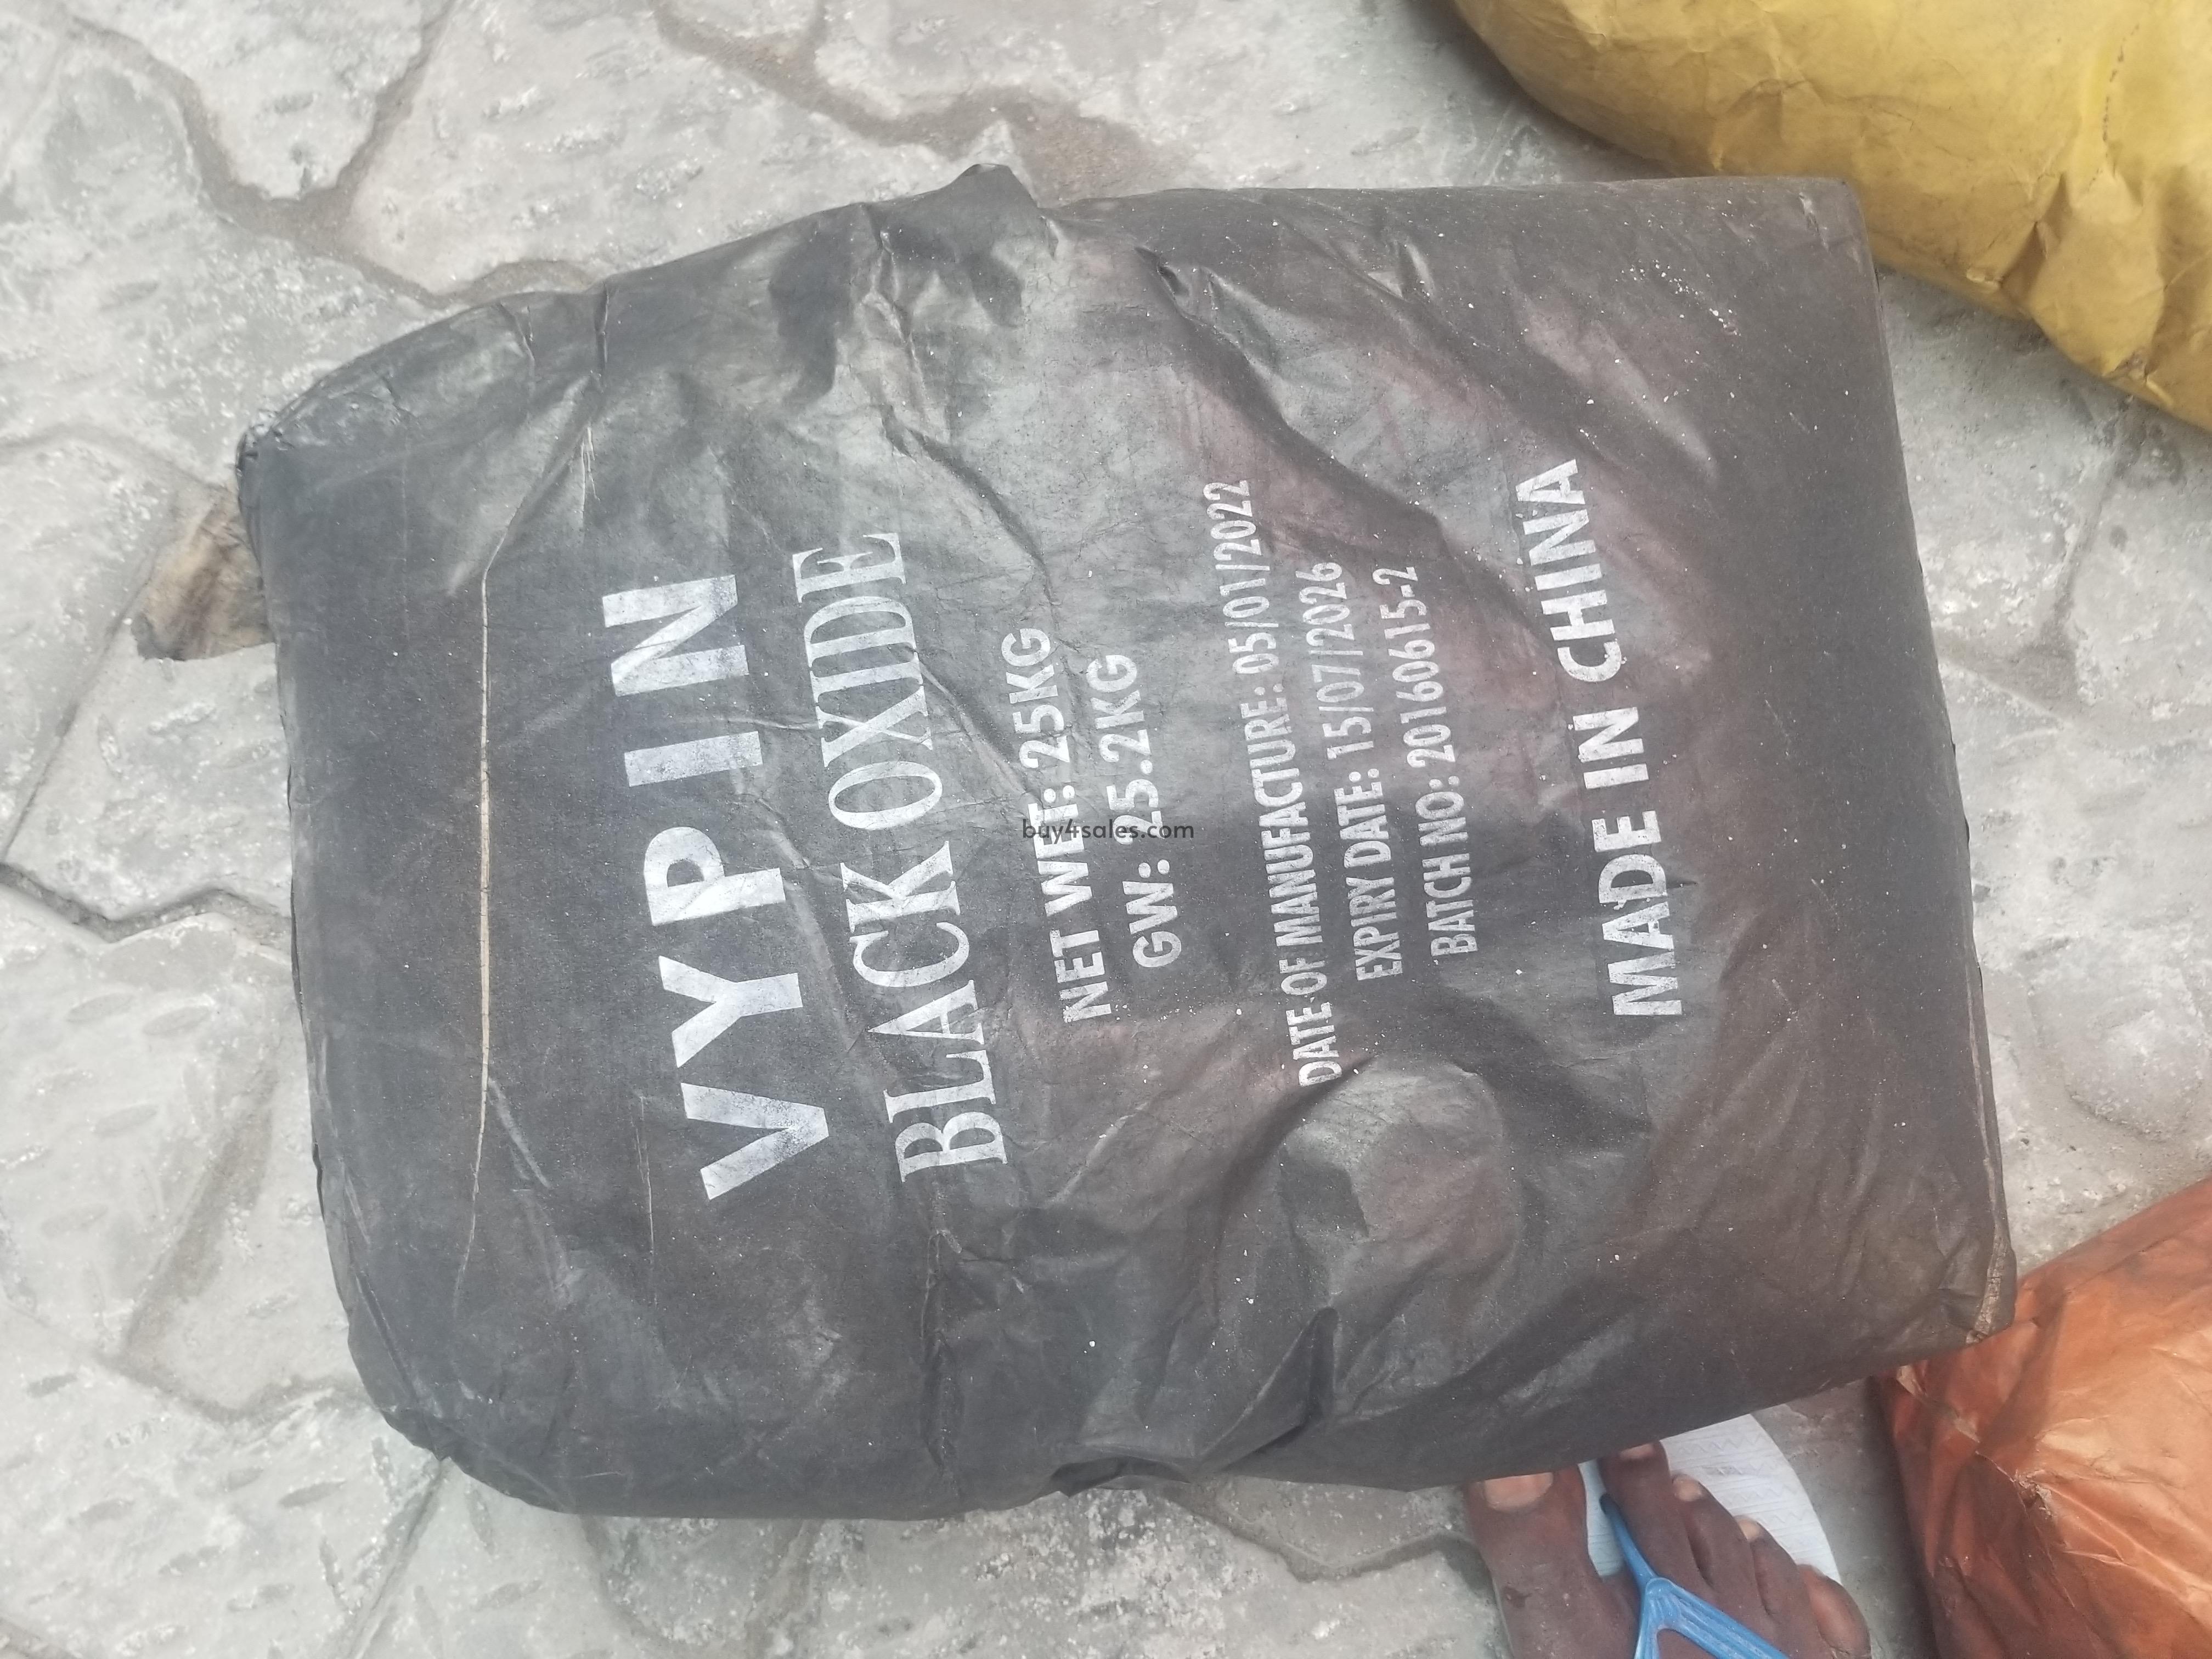 VYPIN
BLACK OXIDE
NET WET: 25KG
GW: 25.2KG
DATE OF MANUFACTURE: 05/01/2022
EXPIRY DATE: 15/07/2026
BATCH NO: 20160615-2
MADE IN CHINA
buy4sales.com